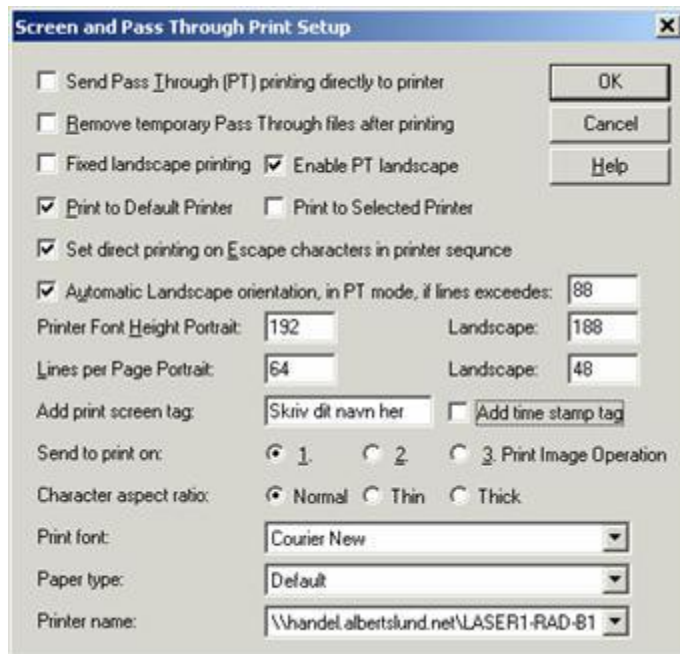 Screen and Pass Through Print Setup
Send Pass Through (PT) printing directly to printer
OK
Remove temporary Pass Through files after printing
Cancel
Fixed landscape printing Enable PT landscape
Help
Print to Default Printer Print to Selected Printer
Set direct printing on Escape characters in printer sequnce
Automatic Landscape orientation, in PT mode, if lines exceedes: 88
Printer Font Height Portrait: 192 Landscape: 188
Lines per Page Portrait: 64 Landscape: 48
Add print screen tag: Skriv dit navn her Add time stamp tag
Send to print on: 1. 2. 3. Print Image Operation
Character aspect ratio: Normal Thin Thick
Print font: Courier New
Paper type: Default
Printer name: \\handel.albertslund.net\LASER1-RAD-B1